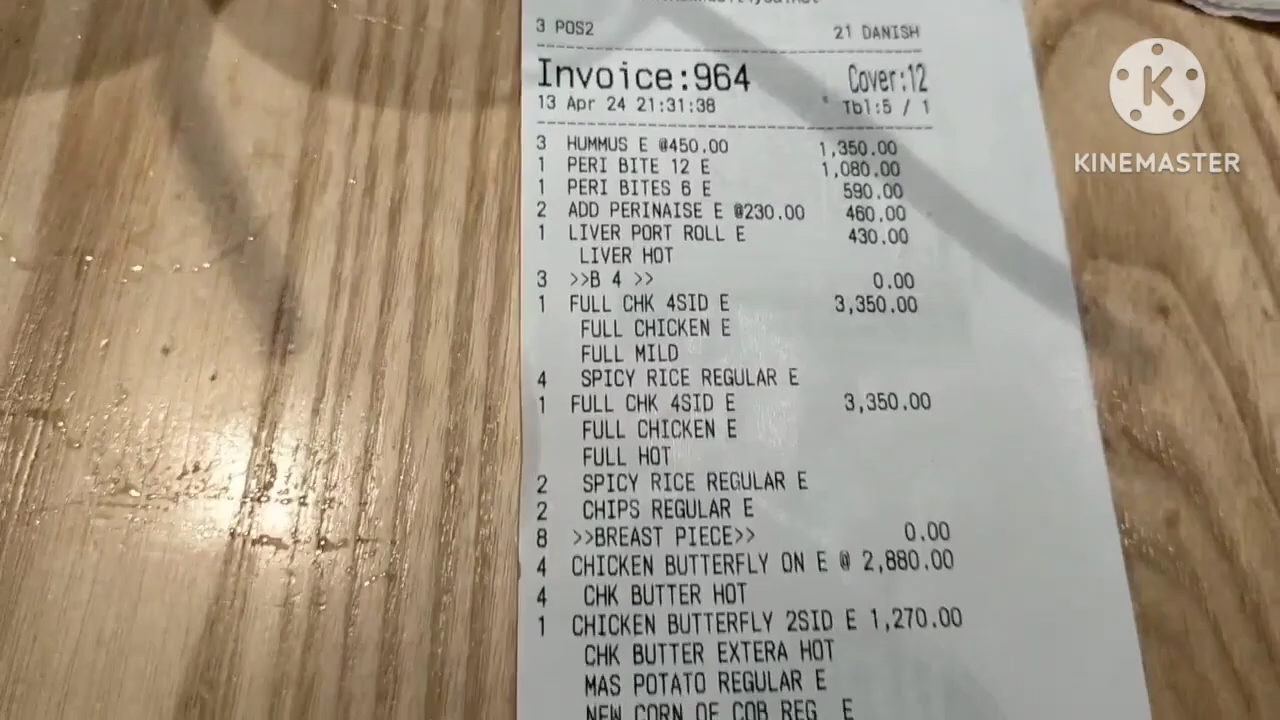 3 POS2 21 DANISH
Invoice:964 Cover:12
13 Apr 24 21:31:38 Tbl:5 / 1
3 HUMMUS E @450.00 1,350.00
1 PERI BITE 12 E 1,080.00
1 PERI BITES 6 E 590.00
2 ADD PERINAISE E @230.00 460.00
1 LIVER PORT ROLL E 430.00
LIVER HOT
3 >>B 4 >> 0.00
1 FULL CHK 4SID E 3,350.00
FULL CHICKEN E
FULL MILD
4 SPICY RICE REGULAR E
1 FULL CHK 4SID E 3,350.00
FULL CHICKEN E
FULL HOT
2 SPICY RICE REGULAR E
2 CHIPS REGULAR E
8 >>BREAST PIECE>> 0.00
4 CHICKEN BUTTERFLY ON E @ 2,880.00
4 CHK BUTTER HOT
1 CHICKEN BUTTERFLY 2SID E 1,270.00
CHK BUTTER EXTERA HOT
MAS POTATO REGULAR E
NEW CORN OF COB REG E
K
KINEMASTER